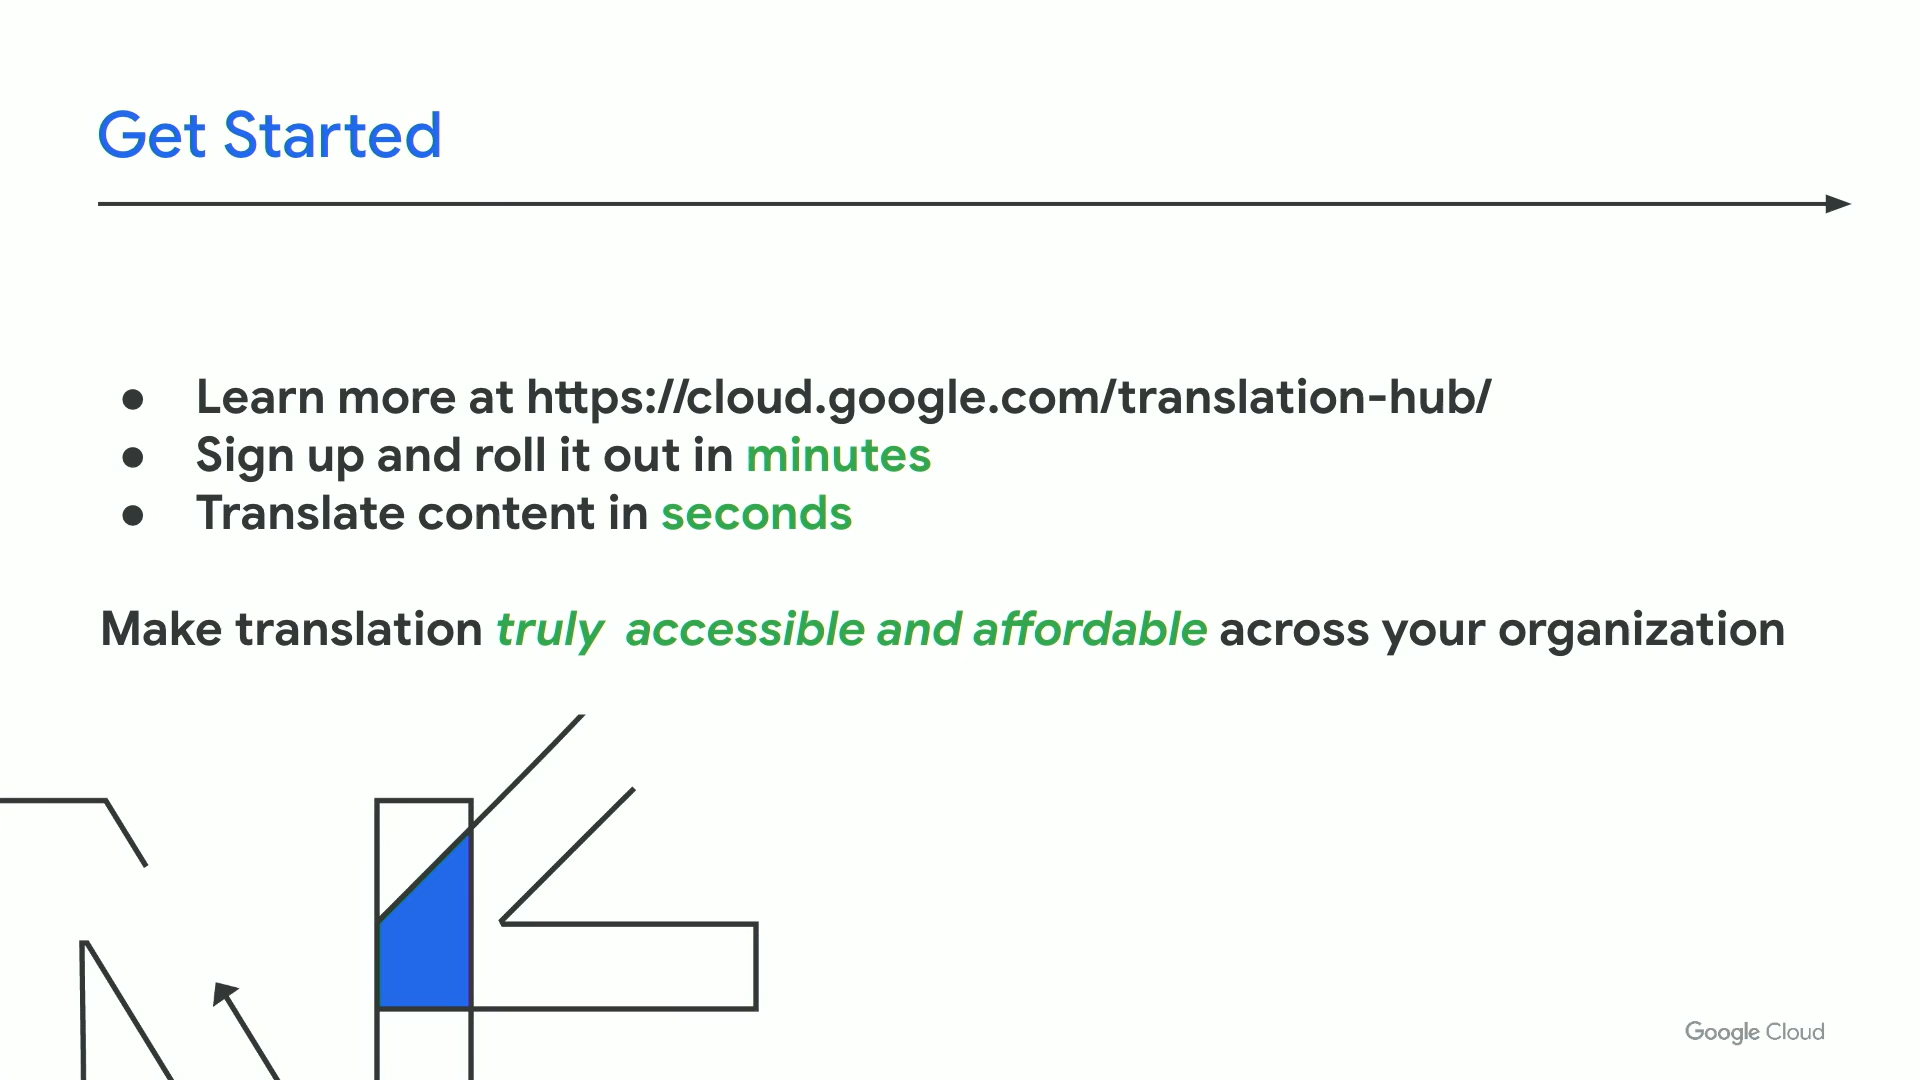 Get Started
● Learn more at https://cloud.google.com/translation-hub/
● Sign up and roll it out in minutes
● Translate content in seconds
Make translation truly  accessible and affordable across your organization
Google Cloud